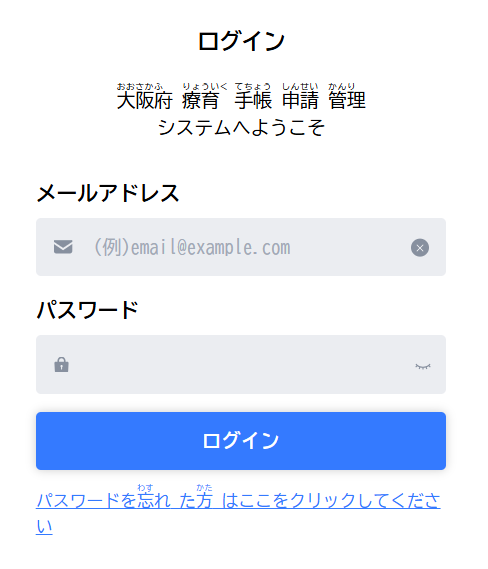 ログイン
おおさかふ りょういく てちょう しんせい かんり
大阪府 療育 手帳 申請 管理
システムへようこそ
メールアドレス
(例)email@example.com
パスワード
ログイン
わす かた
パスワードを忘れ た方 はここをクリックしてくださ
い